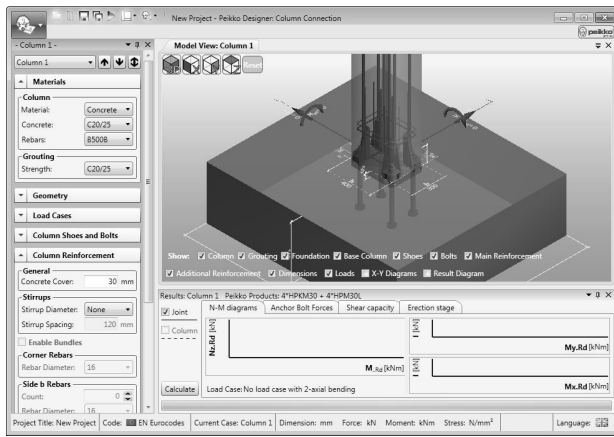 New Project - Peikko Designer: Column Connection
peikko
- Column 1 -
Column 1
Materials
Column
Material: Concrete
Concrete: C20/25
Rebars: B500B
Grouting
Strength: C20/25
Geometry
Load Cases
Column Shoes and Bolts
Column Reinforcement
General
Concrete Cover: 30 mm
Stirrups
Stirrup Diameter: None
Stirrup Spacing: 120 mm
Enable Bundles
Corner Rebars
Rebar Diameter: 16
Side b Rebars
Count: 0
Rebar Diameter: 16
Model View: Column 1
Reset
Show: Column Grouting Foundation Base Column Shoes Bolts Main Reinforcement
Additional Reinforcement Dimensions Loads X-Y Diagrams Result Diagram
Results: Column 1 Peikko Products: 4*HPKM30 + 4*HPM30L
Joint
Column
Calculate
N-M diagrams Anchor Bolt Forces Shear capacity Erection stage
Nz.Rd [kN]
M.Rd [kNm]
[kN]
My.Rd [kNm]
[kN]
Mx.Rd [kNm]
Load Case: No load case with 2-axial bending
Project Title: New Project Code: EN Eurocodes Current Case: Column 1 Dimension: mm Force: kN Moment: kNm Stress: N/mm² Language: